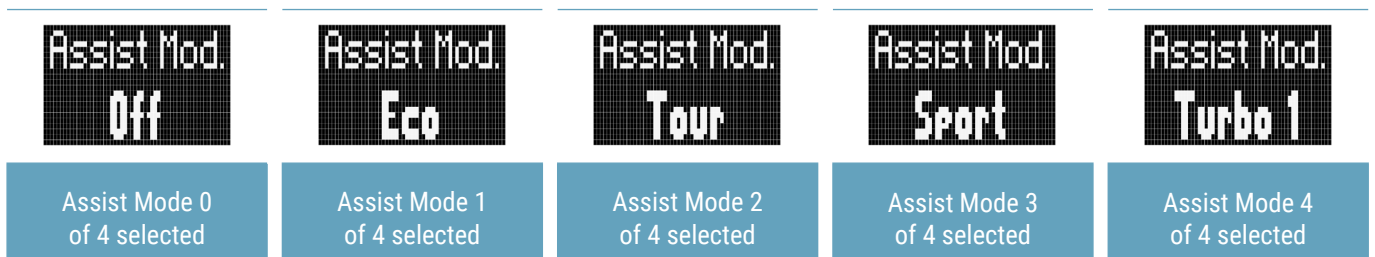 Assist Mod.
Off
Assist Mode 0
of 4 selected
Assist Mod.
Eco
Assist Mode 1
of 4 selected
Assist Mod.
Tour
Assist Mode 2
of 4 selected
Assist Mod.
Sport
Assist Mode 3
of 4 selected
Assist Mod.
Turbo 1
Assist Mode 4
of 4 selected